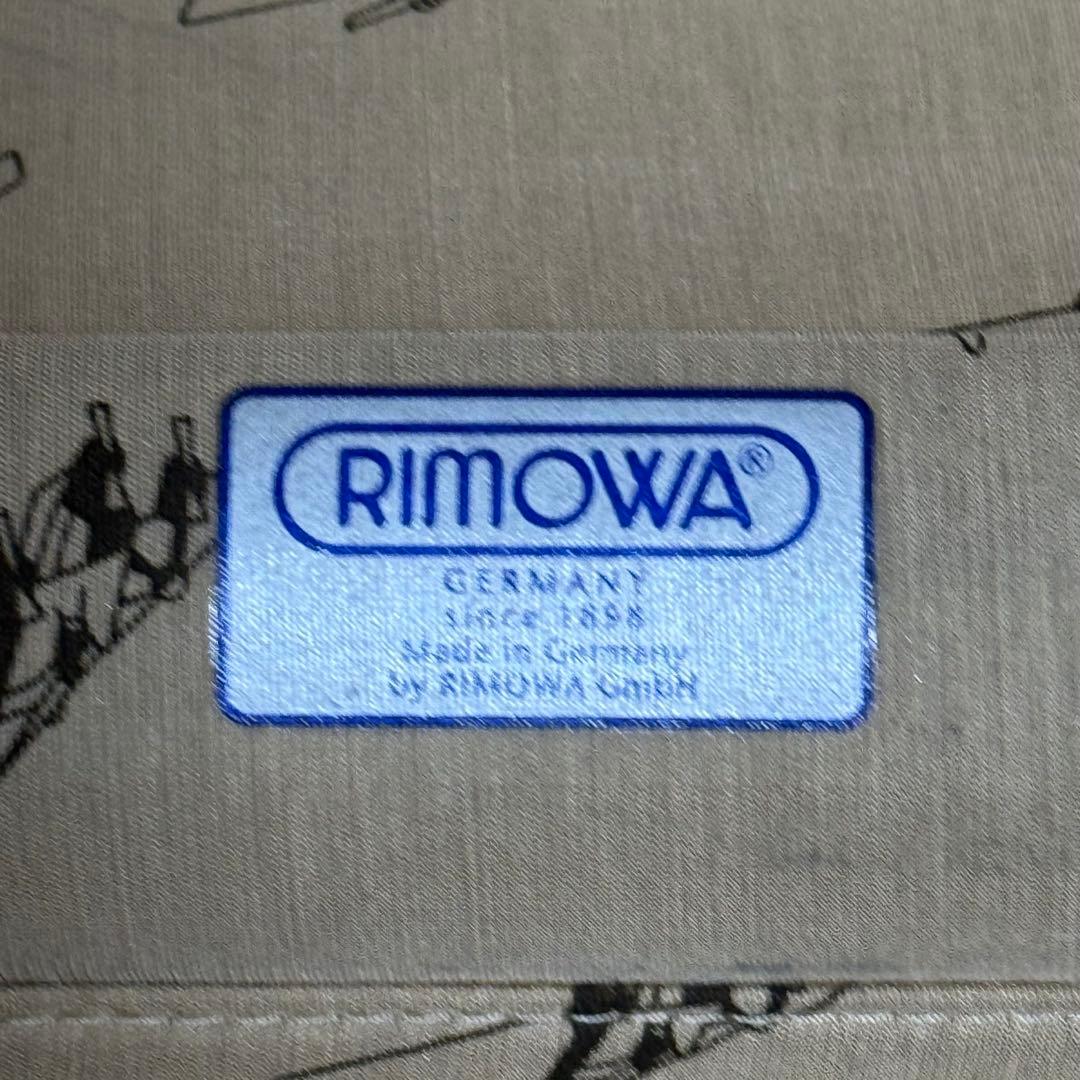 RIMOWA®
GERMANY
since 1898
Made in Germany
by RIMOWA GmbH